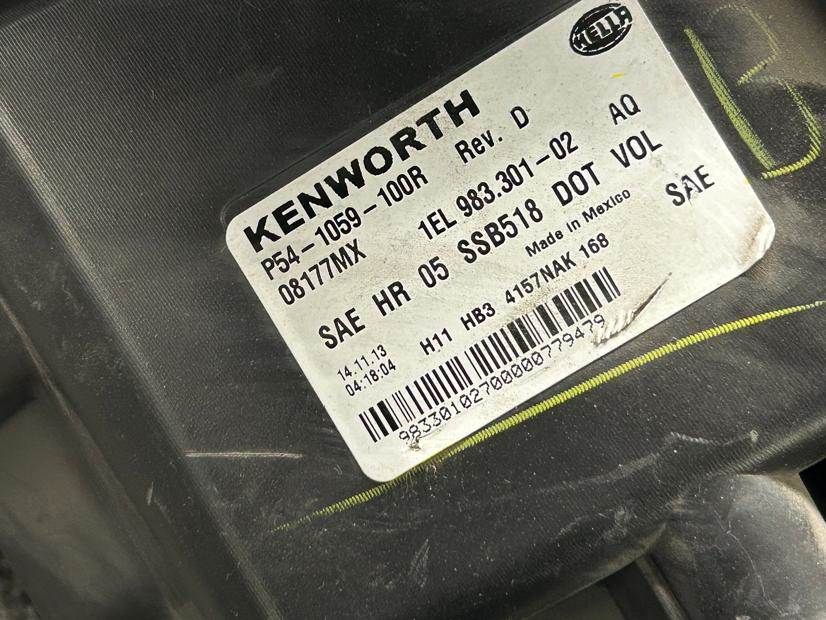 HELLA
KENWORTH
P54-1059-100R Rev. D AQ
08177MX 1EL 983.301-02
SAE HR 05 SSB518 DOT VOL SAE
Made in Mexico
14.11.13 H11 HB3 4157NAK 168
04:18:04
98330102700000779479
B